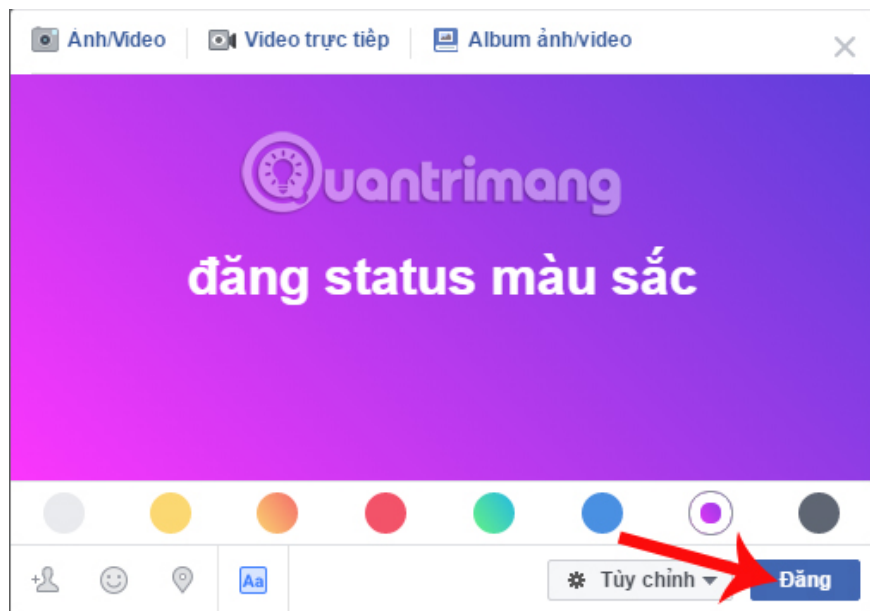 Ảnh/Video
Video trực tiếp
Album ảnh/video
Quantrimang
đăng status màu sắc
Aa
Tùy chỉnh
Đăng